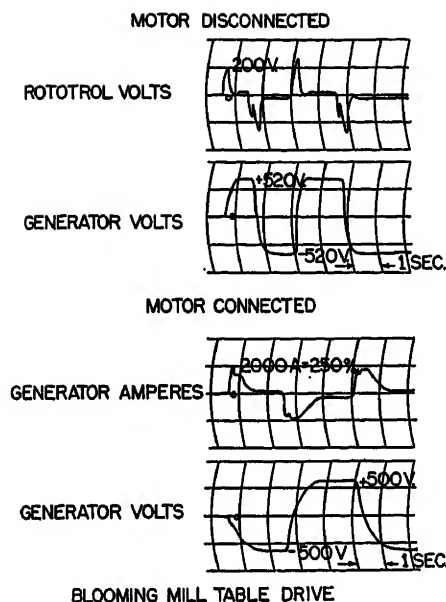 MOTOR DISCONNECTED
ROTOTROL VOLTS
200V.
GENERATOR VOLTS
+520V.
-520V.
1 SEC.
MOTOR CONNECTED
GENERATOR AMPERES
2000A=250%
GENERATOR VOLTS
+500V.
-500V.
1 SEC.
BLOOMING MILL TABLE DRIVE